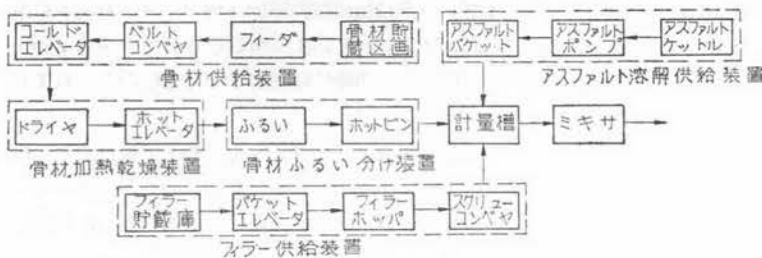 コールド
エレベータ
ベルト
コンベヤ
フィーダ
骨材貯
蔵区画
骨材供給装置
アスファルト
バケット
アスファルト
ポンプ
アスファルト
ケットル
アスファルト溶解供給装置
ドライヤ
ホット
エレベータ
骨材加熱乾燥装置
ふるい
ホットビン
骨材ふるい分け装置
計量槽
ミキサ
フィラー
貯蔵庫
バケット
エレベータ
フィラー
ホッパ
スクリュー
コンベヤ
フィラー供給装置